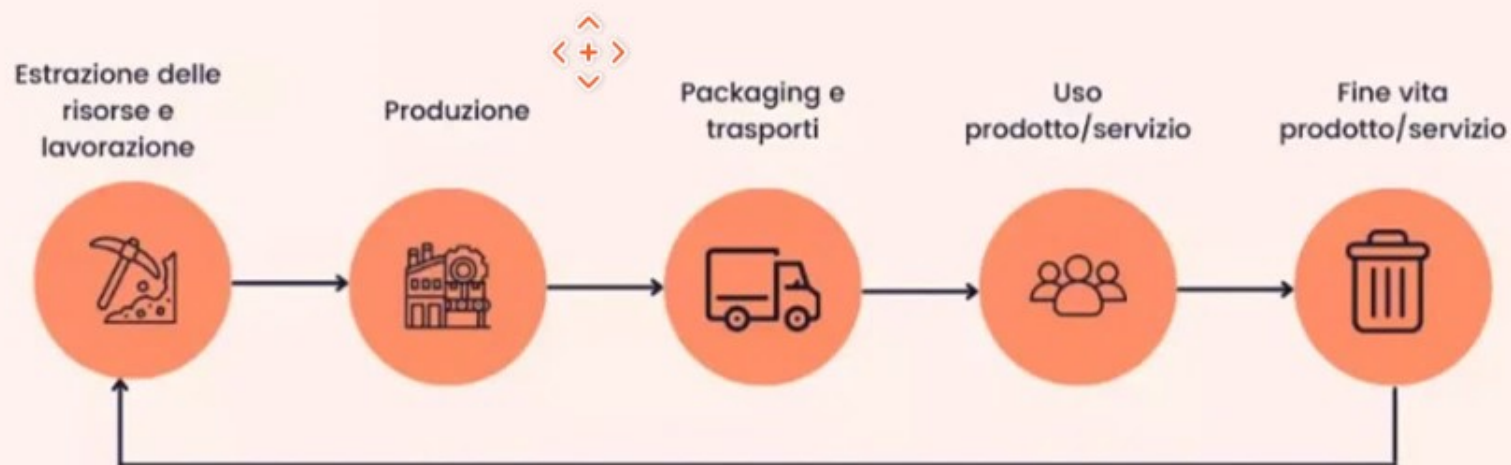 Estrazione delle
risorse e
lavorazione
Produzione
Packaging e
trasporti
Uso
prodotto/servizio
Fine vita
prodotto/servizio